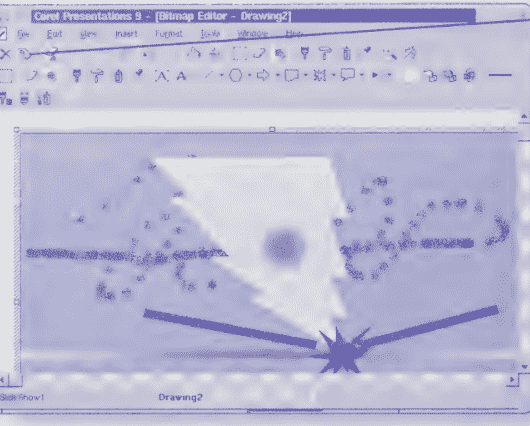 Corel Presentations 9 - [Bitmap Editor - Drawing2]
File Edit View Insert Format Tools Window Help
A A
Slide Show1 Drawing2